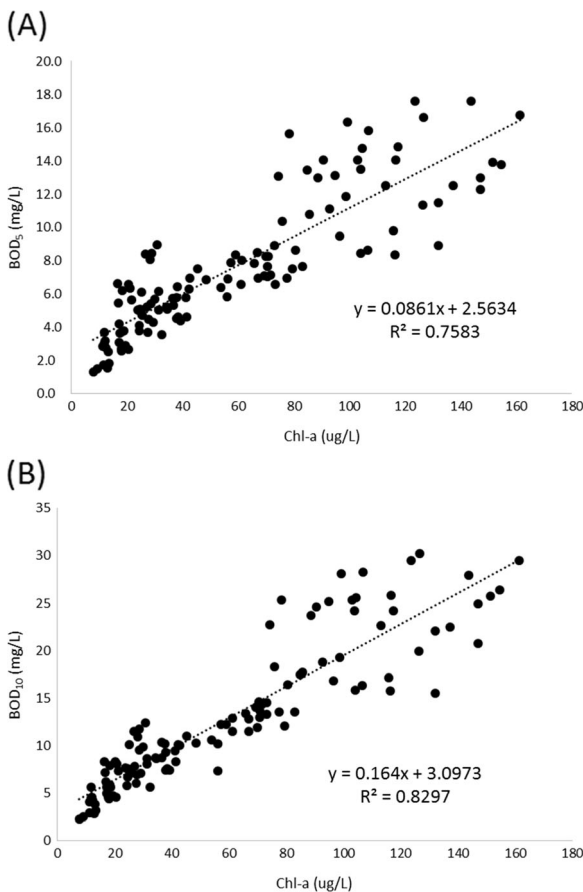 (A)
20.0
18.0
16.0
14.0
12.0
10.0
8.0
6.0
4.0
2.0
0.0
BOD₅ (mg/L)
y = 0.0861x + 2.5634
R² = 0.7583
0 20 40 60 80 100 120 140 160 180
Chl-a (ug/L)
(B)
35
30
25
20
15
10
5
0
BOD₁₀ (mg/L)
y = 0.164x + 3.0973
R² = 0.8297
0 20 40 60 80 100 120 140 160 180
Chl-a (ug/L)